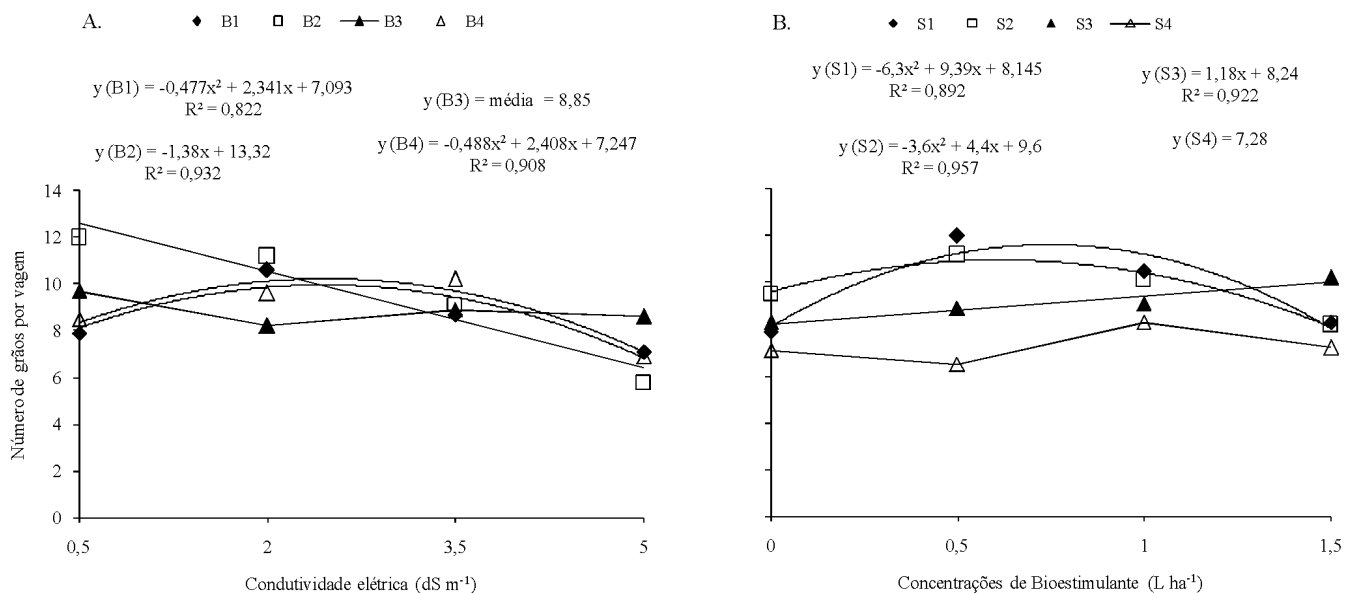 A.
B1 B2 B3 B4
y (B1) = -0,477x² + 2,341x + 7,093
R² = 0,822
y (B3) = média = 8,85
y (B2) = -1,38x + 13,32
R² = 0,932
y (B4) = -0,488x² + 2,408x + 7,247
R² = 0,908
Número de grãos por vagem
14
12
10
8
6
4
2
0
0,5 2 3,5 5
Condutividade elétrica (dS m⁻¹)
B.
S1 S2 S3 S4
y (S1) = -6,3x² + 9,39x + 8,145
R² = 0,892
y (S3) = 1,18x + 8,24
R² = 0,922
y (S2) = -3,6x² + 4,4x + 9,6
R² = 0,957
y (S4) = 7,28
0 0,5 1 1,5
Concentrações de Bioestimulante (L ha⁻¹)